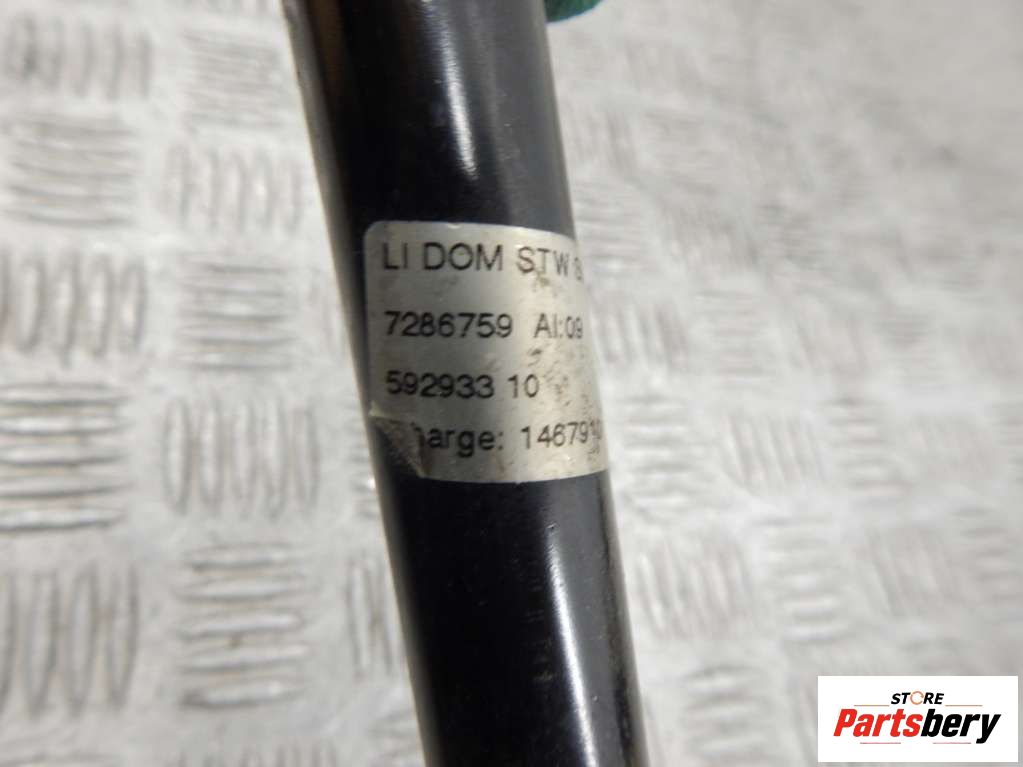 LI DOM STW
7286759 AI:09
592933 10
harge: 146791
STORE
Partsbery